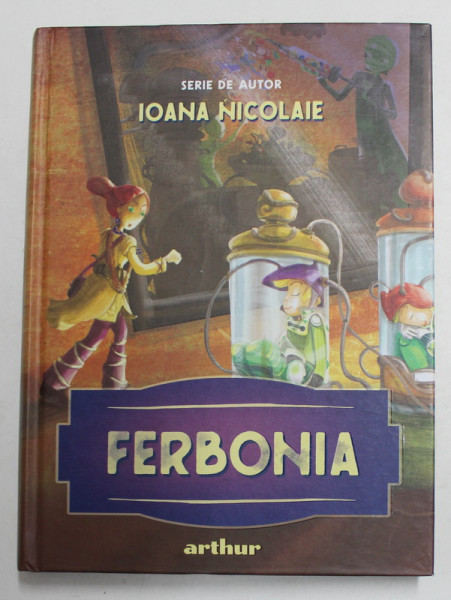 SERIE DE AUTOR
IOANA NICOLAIE
FERBONIA
arthur